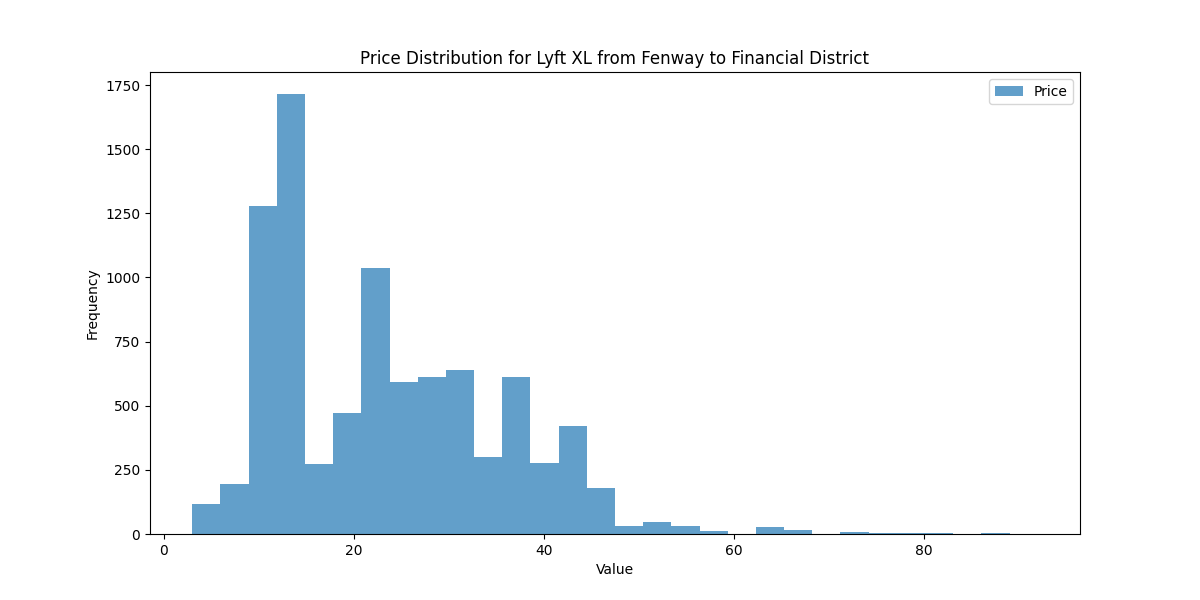 Price Distribution for Lyft XL from Fenway to Financial District
Price
1750
1500
1250
1000
750
500
250
0
Frequency
0 20 40 60 80
Value